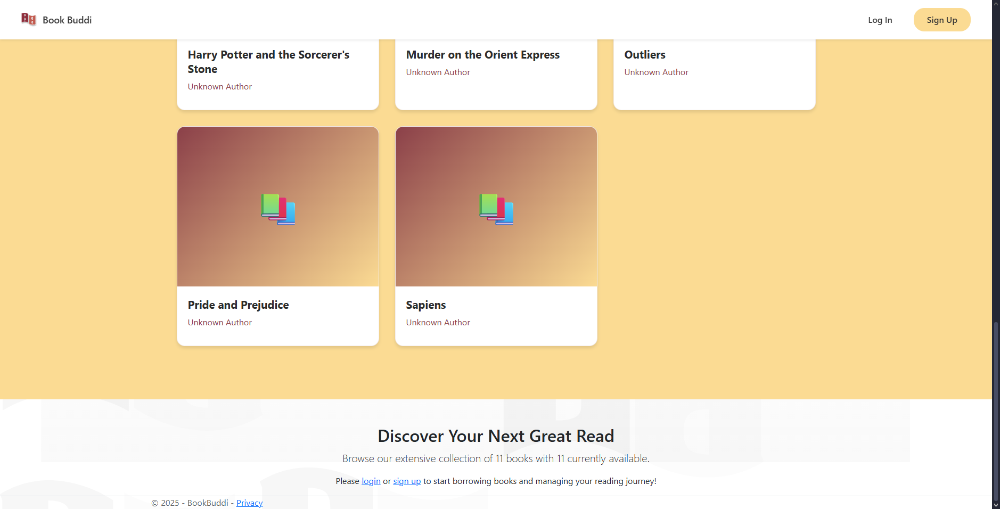 Book Buddi
Log In
Sign Up
Harry Potter and the Sorcerer's
Stone
Unknown Author
Murder on the Orient Express
Unknown Author
Outliers
Unknown Author
Pride and Prejudice
Unknown Author
Sapiens
Unknown Author
Discover Your Next Great Read
Browse our extensive collection of 11 books with 11 currently available.
Please login or sign up to start borrowing books and managing your reading journey!
© 2025 - BookBuddi - Privacy